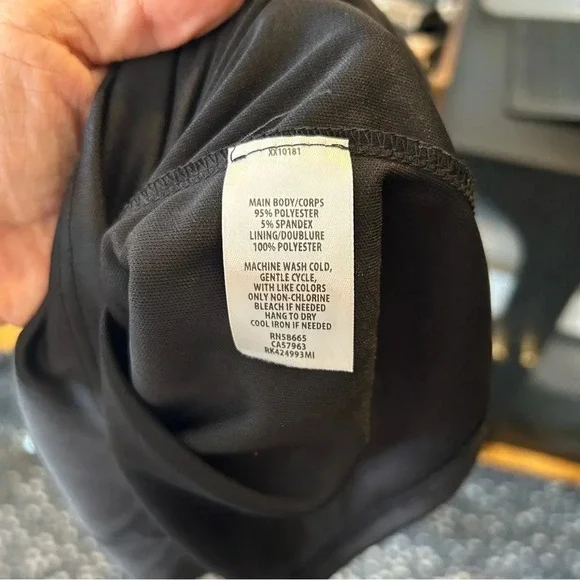 XX10181
MAIN BODY/CORPS
95% POLYESTER
5% SPANDEX
LINING/DOUBLURE
100% POLYESTER
MACHINE WASH COLD,
GENTLE CYCLE,
WITH LIKE COLORS
ONLY NON-CHLORINE
BLEACH IF NEEDED
HANG TO DRY
COOL IRON IF NEEDED
RN58665
CA57963
RK424993MI